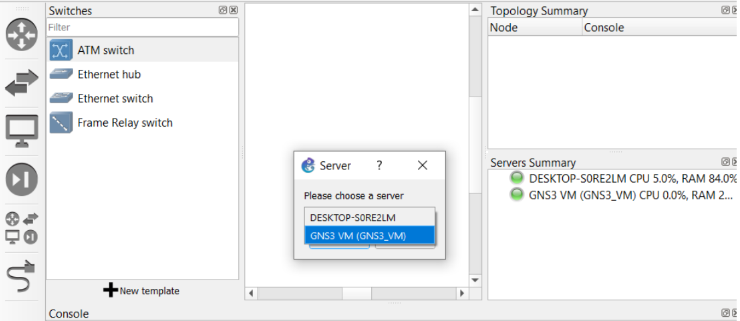 Switches
Filter
ATM switch
Ethernet hub
Ethernet switch
Frame Relay switch
New template
Console
Server ?
Please choose a server
DESKTOP-S0RE2LM
GNS3 VM (GNS3_VM)
Topology Summary
Node Console
Servers Summary
DESKTOP-S0RE2LM CPU 5.0%, RAM 84.0%
GNS3 VM (GNS3_VM) CPU 0.0%, RAM 2...